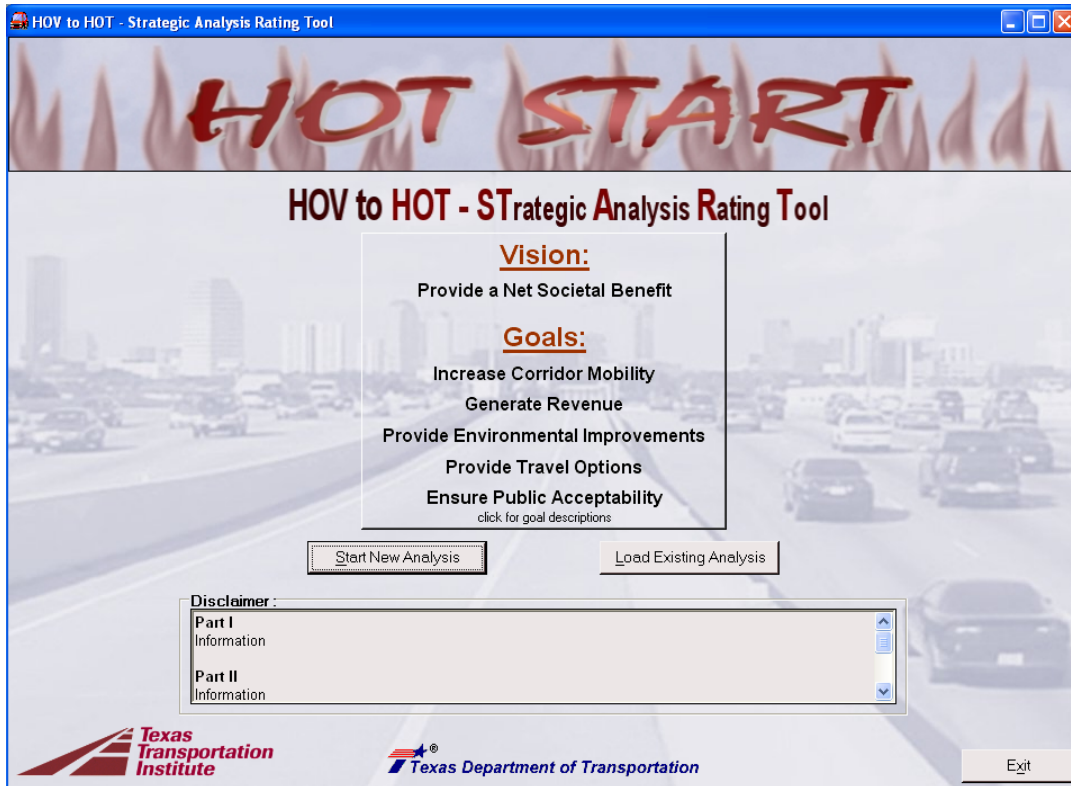 HOV to HOT - Strategic Analysis Rating Tool
HOT START
HOV to HOT - STrategic Analysis Rating Tool
Vision:
Provide a Net Societal Benefit
Goals:
Increase Corridor Mobility
Generate Revenue
Provide Environmental Improvements
Provide Travel Options
Ensure Public Acceptability
click for goal descriptions
Start New Analysis
Load Existing Analysis
Disclaimer :
Part I
Information
Part II
Information
Texas
Transportation
Institute
®
Texas Department of Transportation
Exit